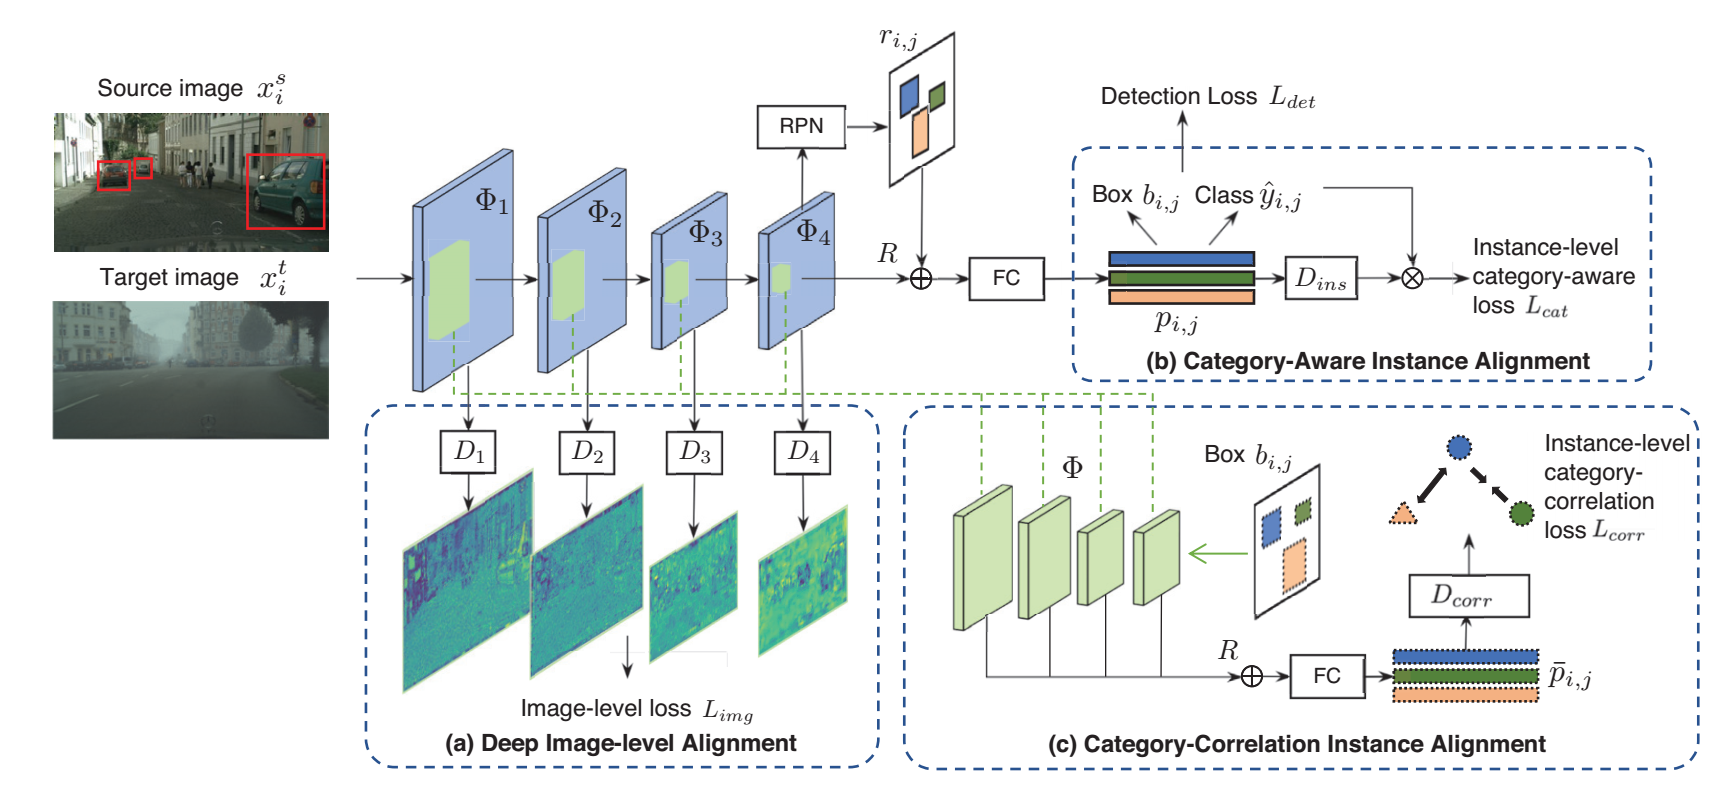 Source image $x_i^s$
Target image $x_i^t$
$\Phi_1$
$\Phi_2$
$\Phi_3$
$\Phi_4$
RPN
$r_{i,j}$
$R$
FC
Detection Loss $L_{det}$
Box $b_{i,j}$ Class $\hat{y}_{i,j}$
$p_{i,j}$
$D_{ins}$
Instance-level
category-aware
loss $L_{cat}$
(b) Category-Aware Instance Alignment
$D_1$
$D_2$
$D_3$
$D_4$
Image-level loss $L_{img}$
(a) Deep Image-level Alignment
$\Phi$
Box $b_{i,j}$
$R$
FC
$\bar{p}_{i,j}$
$D_{corr}$
Instance-level
category-
correlation
loss $L_{corr}$
(c) Category-Correlation Instance Alignment